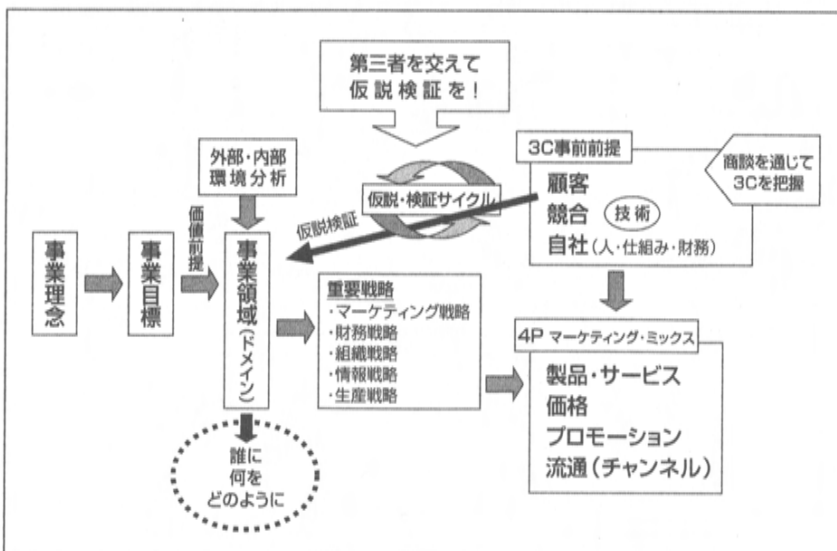 第三者を交えて
仮説検証を！
外部・内部
環境分析
3C事前前提
顧客
競合 技術
自社（人・仕組み・財務）
商談を通じて
3Cを把握
仮説・検証サイクル
仮説検証
価値前提
事業理念
事業目標
事業領域（ドメイン）
重要戦略
・マーケティング戦略
・財務戦略
・組織戦略
・情報戦略
・生産戦略
4P マーケティング・ミックス
製品・サービス
価格
プロモーション
流通（チャンネル）
誰に
何を
どのように